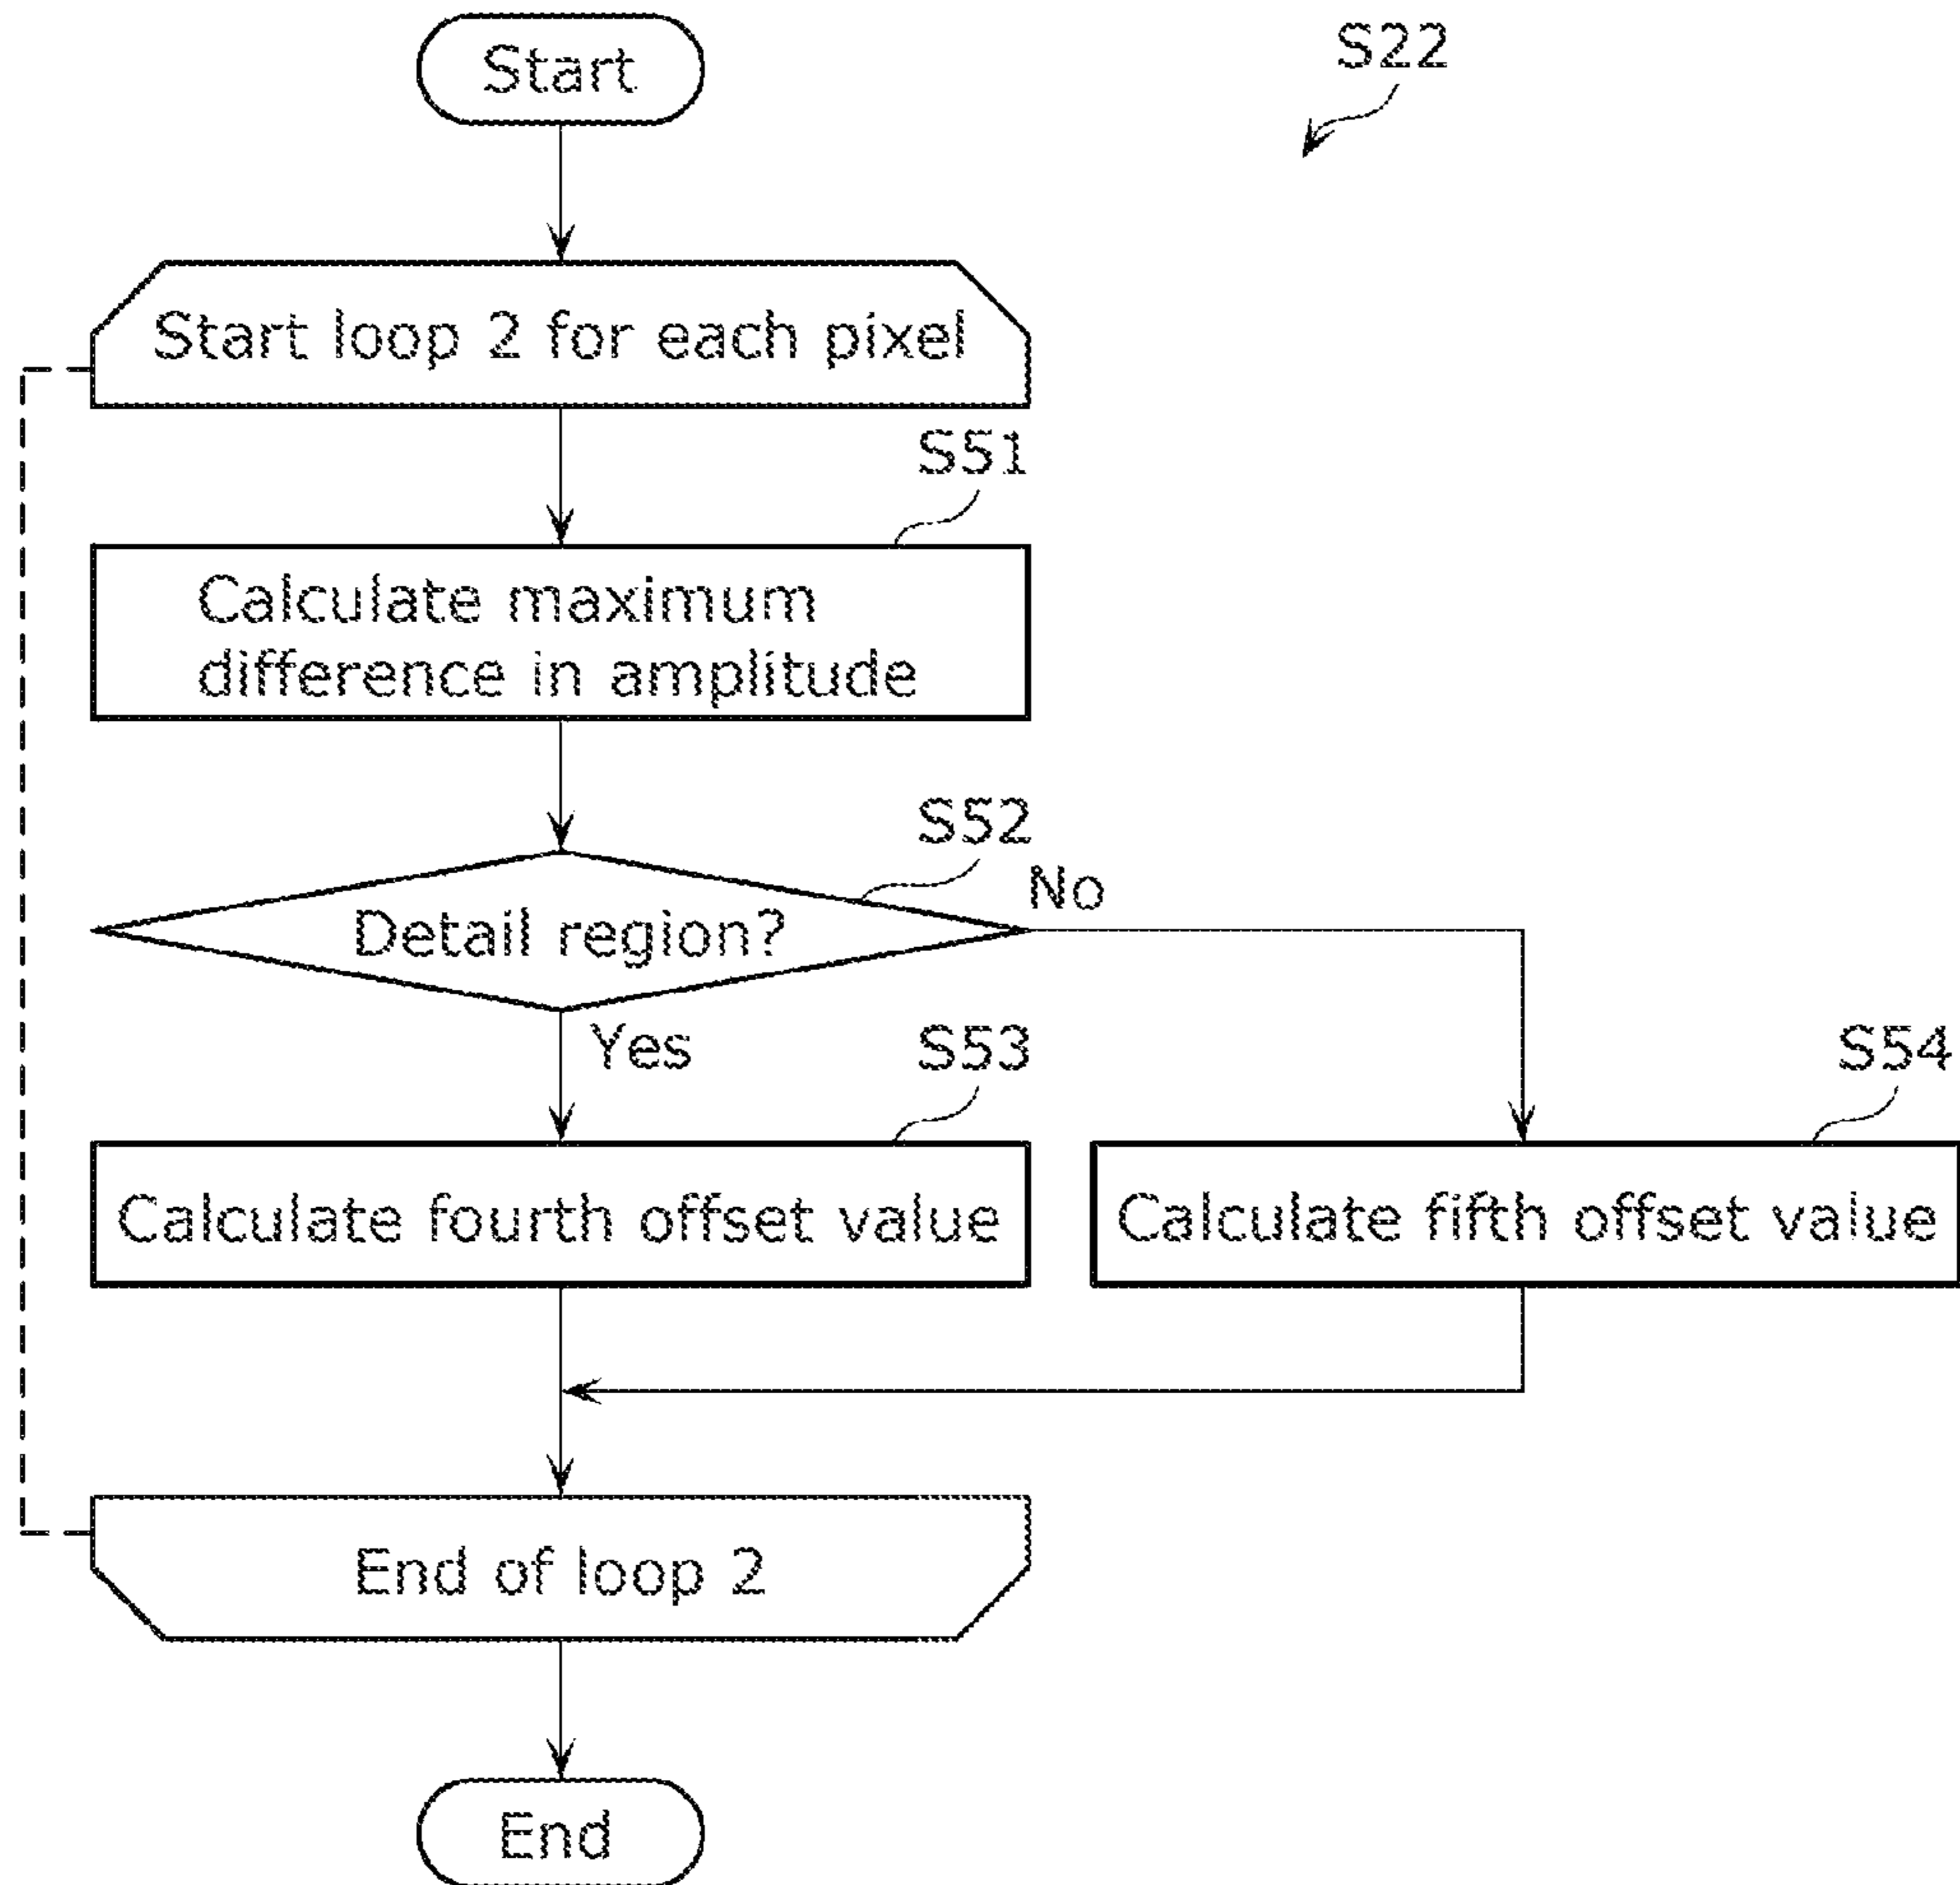 Start
S22
Start loop 2 for each pixel
S51
Calculate maximum
difference in amplitude
S52
No
Detail region?
Yes
S53
S54
Calculate fourth offset value
Calculate fifth offset value
End of loop 2
End